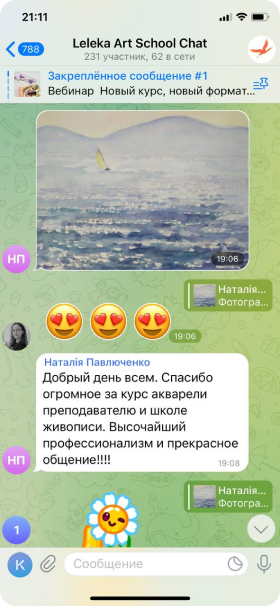 21:11
788
Leleka Art School Chat
231 участник, 62 в сети
Закреплённое сообщение #1
Вебинар Новый курс, новый формат...
19:06
НП
Наталія...
Фотогра...
19:06
Наталія Павлюченко
Добрый день всем. Спасибо
огромное за курс акварели
преподавателю и школе
живописи. Высочайший
профессионализм и прекрасное
общение!!!!
19:08
НП
Наталія...
Фотогра...
1
К
Сообщение